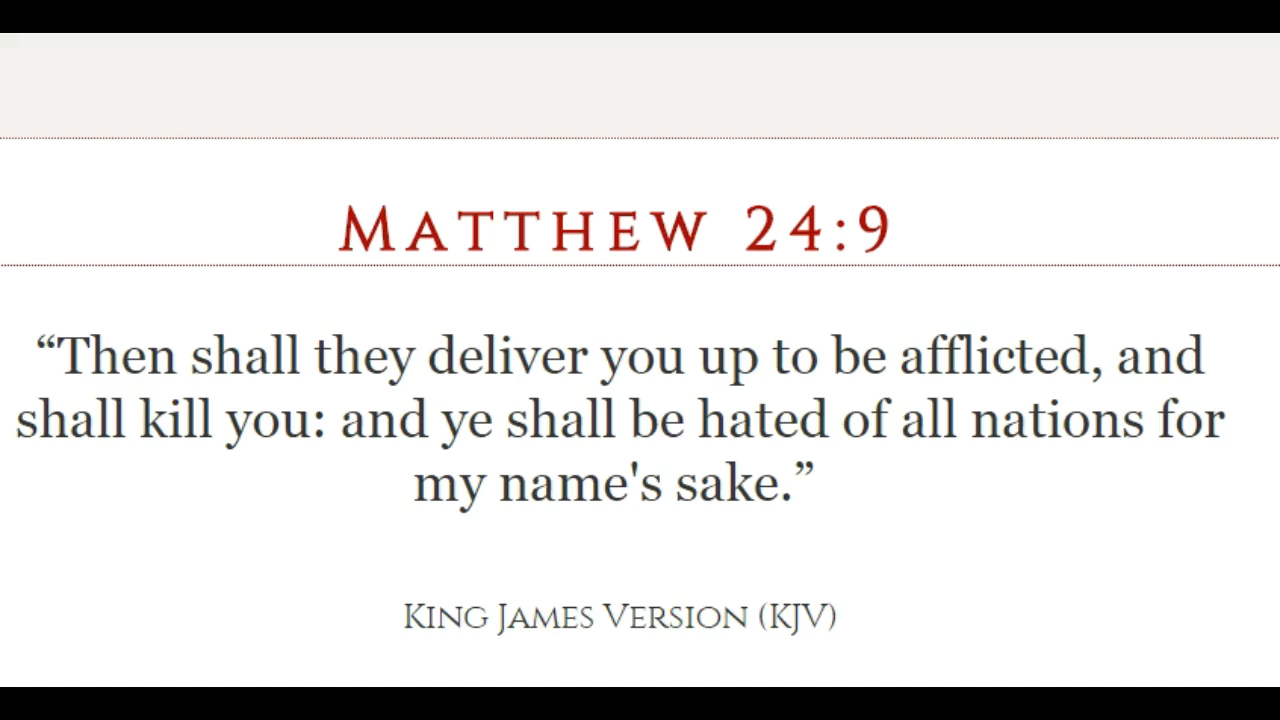 MATTHEW 24:9
“Then shall they deliver you up to be afflicted, and
shall kill you: and ye shall be hated of all nations for
my name's sake.”
KING JAMES VERSION (KJV)